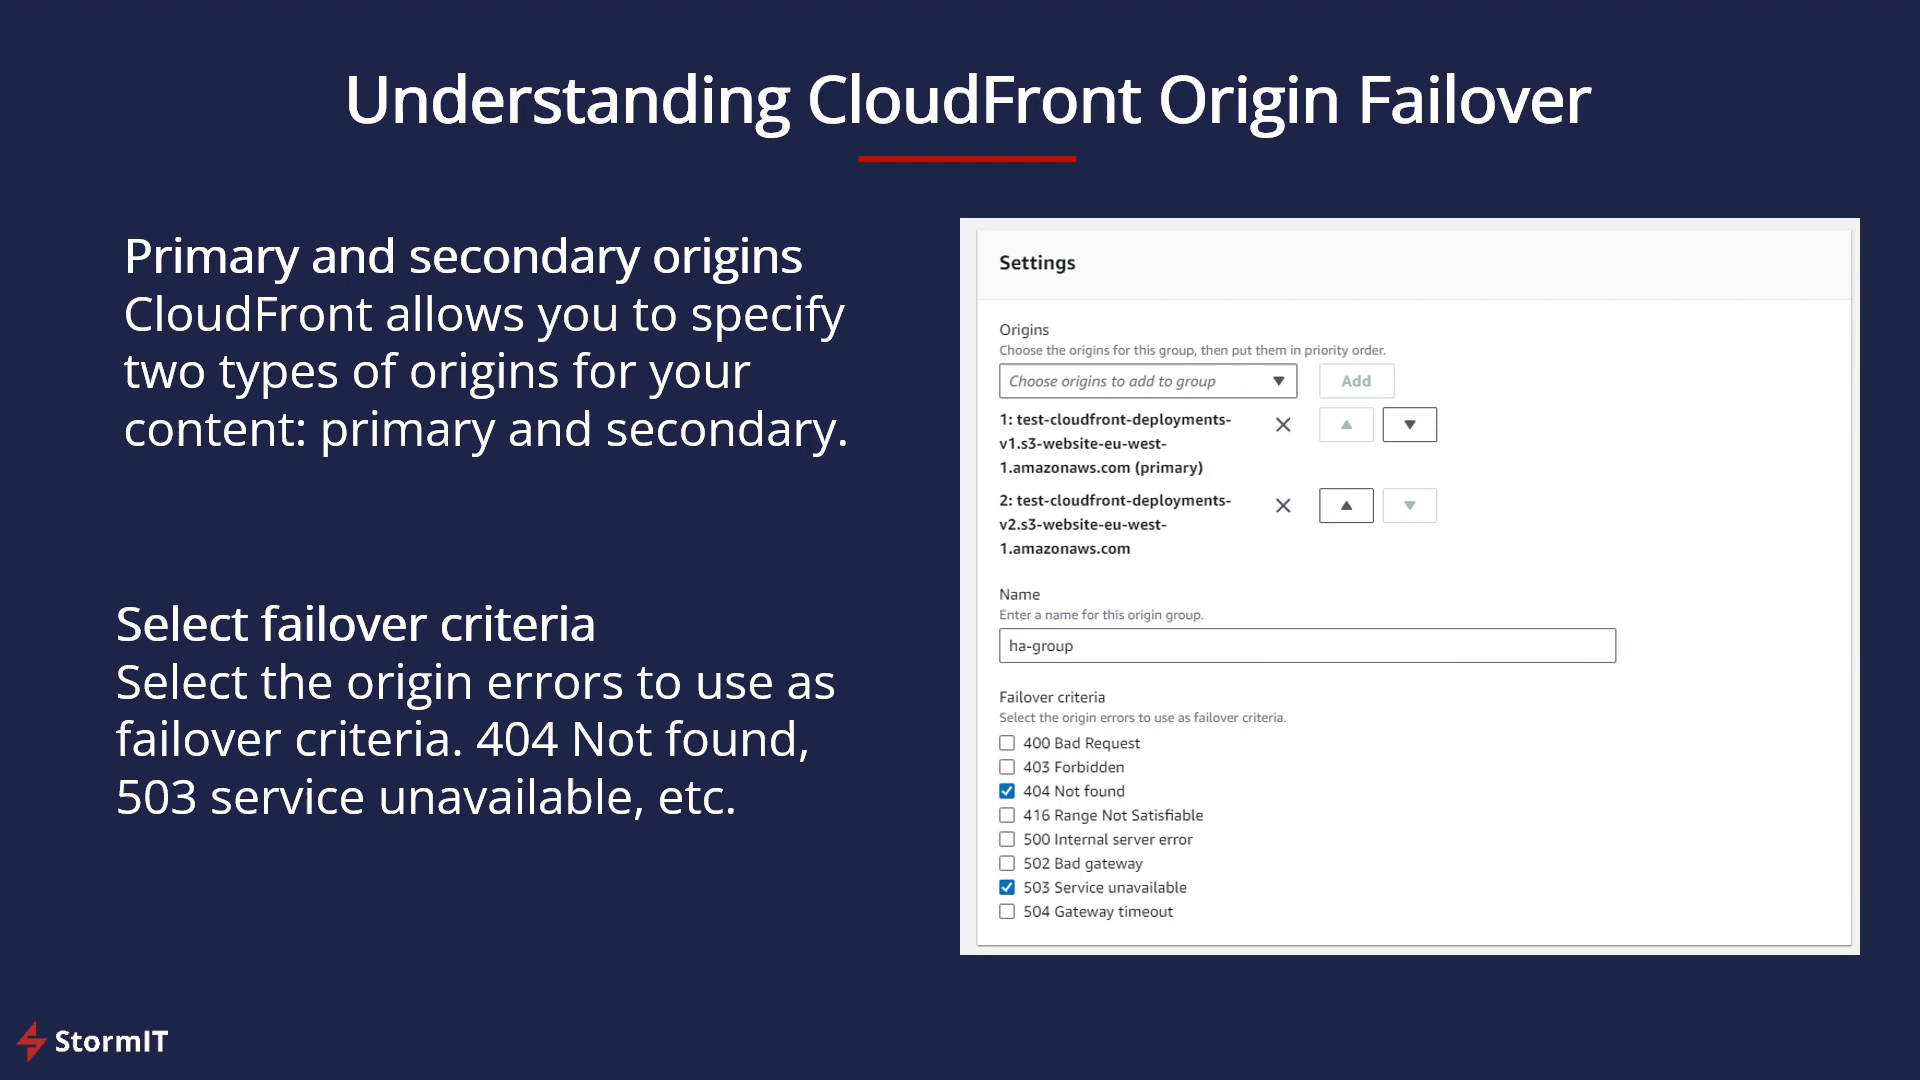 Understanding CloudFront Origin Failover
Primary and secondary origins
CloudFront allows you to specify
two types of origins for your
content: primary and secondary.
Select failover criteria
Select the origin errors to use as
failover criteria. 404 Not found,
503 service unavailable, etc.
Settings
Origins
Choose the origins for this group, then put them in priority order.
Choose origins to add to group
Add
1: test-cloudfront-deployments-
v1.s3-website-eu-west-
1.amazonaws.com (primary)
2: test-cloudfront-deployments-
v2.s3-website-eu-west-
1.amazonaws.com
Name
Enter a name for this origin group.
ha-group
Failover criteria
Select the origin errors to use as failover criteria.
400 Bad Request
403 Forbidden
404 Not found
416 Range Not Satisfiable
500 Internal server error
502 Bad gateway
503 Service unavailable
504 Gateway timeout
StormIT